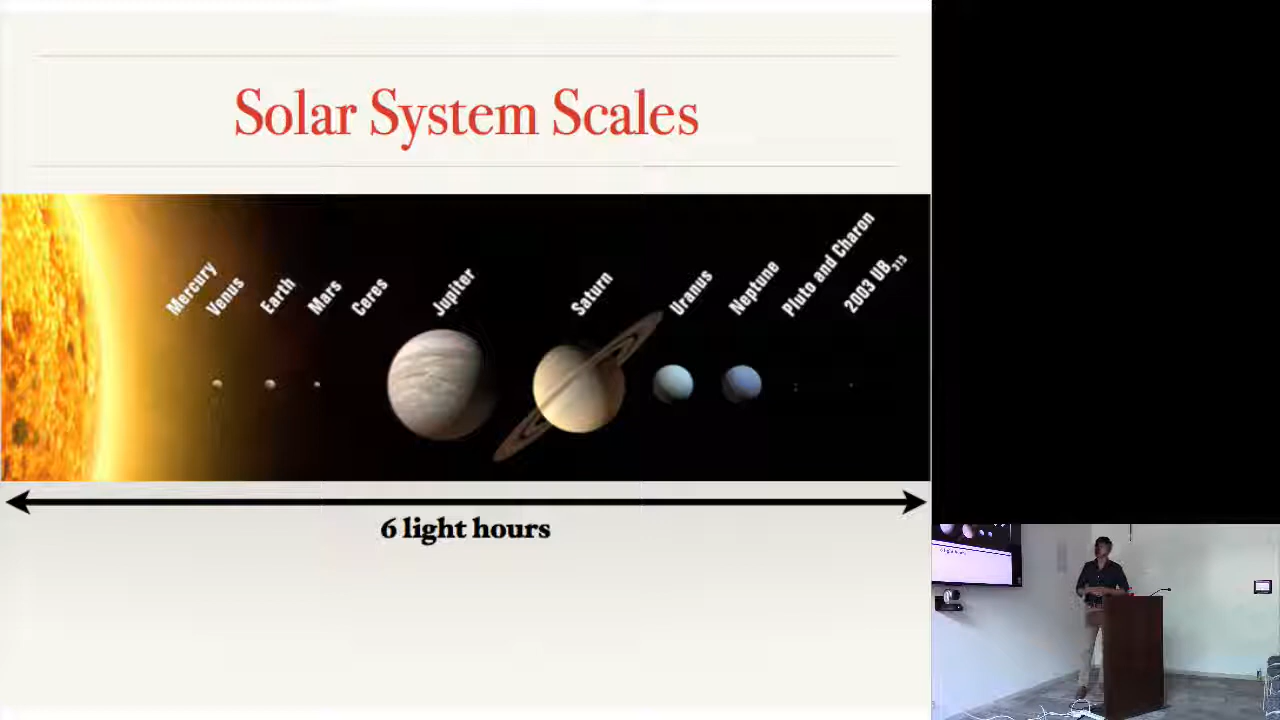 Solar System Scales
Mercury
Venus
Earth
Mars
Ceres
Jupiter
Saturn
Uranus
Neptune
Pluto and Charon
2003 UB313
6 light hours